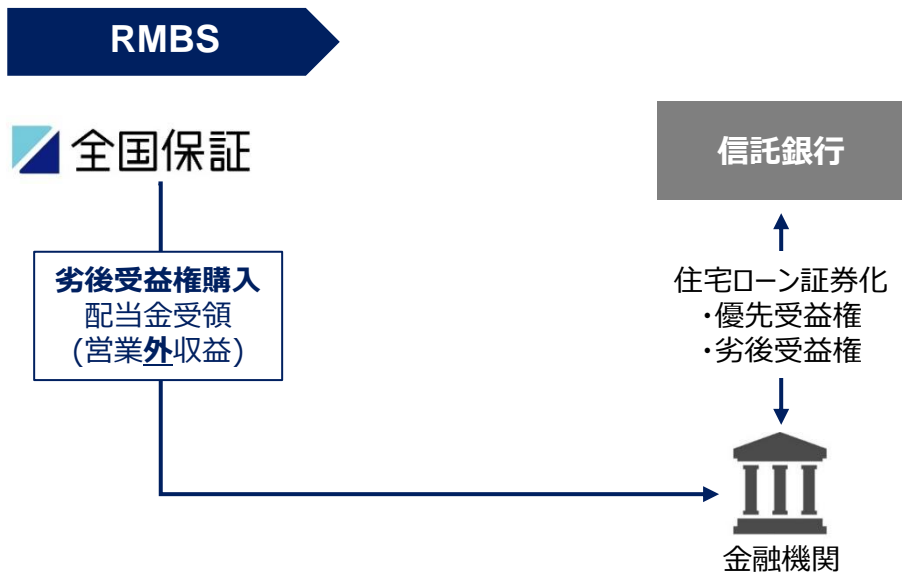 RMBS
全国保証
信託銀行
劣後受益権購入
配当金受領
(営業外収益)
住宅ローン証券化
・優先受益権
・劣後受益権
金融機関